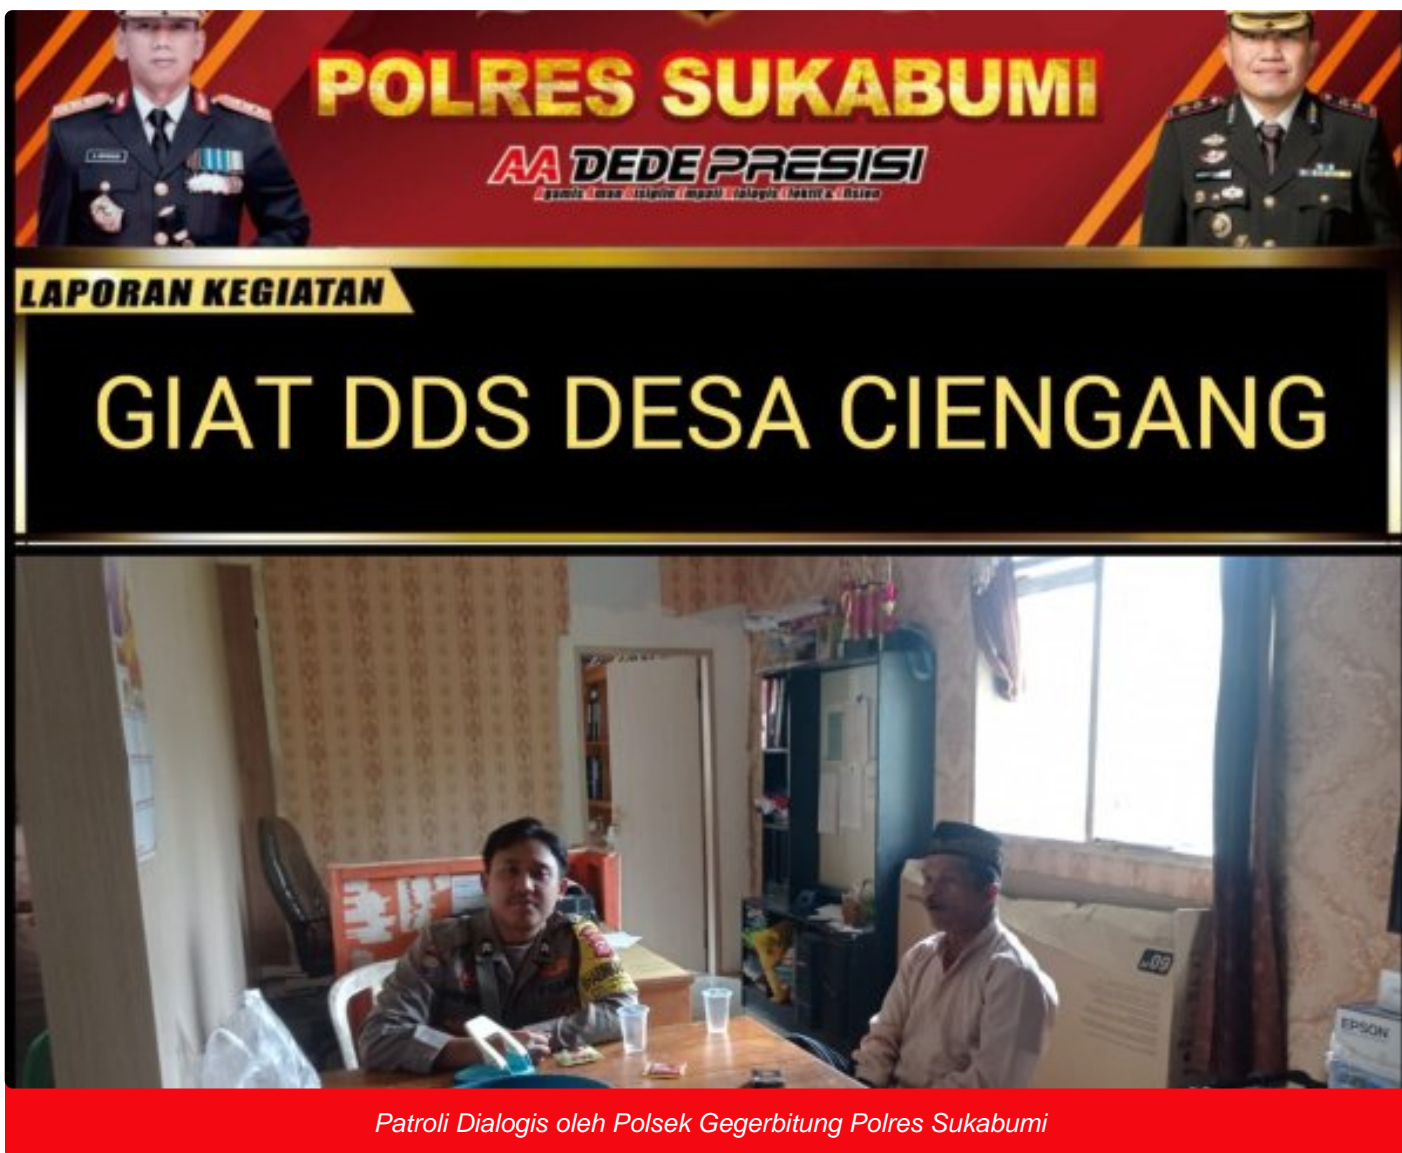 POLRES SUKABUMI
AA DEDE PRESISI
LAPORAN KEGIATAN
GIAT DDS DESA CIENGANG
09
EPSON
Patroli Dialogis oleh Polsek Gegerbitung Polres Sukabumi